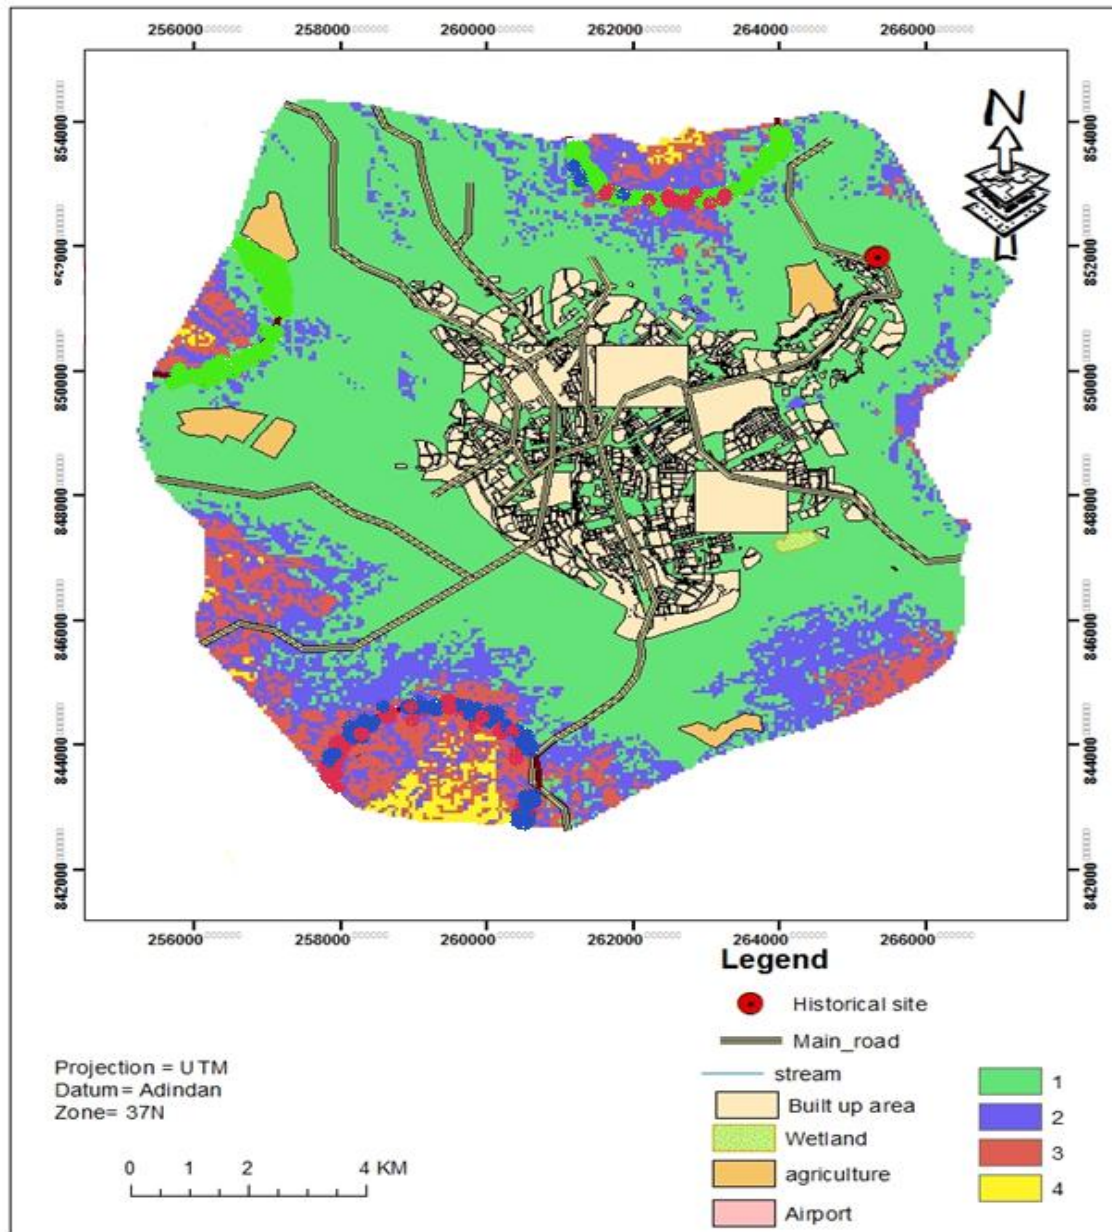 256000 258000 260000 262000 264000 266000
N
854000 854000
852000 852000
850000 850000
848000 848000
846000 846000
844000 844000
842000 842000
256000 258000 260000 262000 264000 266000
Legend
Historical site
Main_road
stream
Built up area
Wetland
agriculture
Airport
1
2
3
4
Projection = UTM
Datum= Adindan
Zone= 37N
0 1 2 4 KM